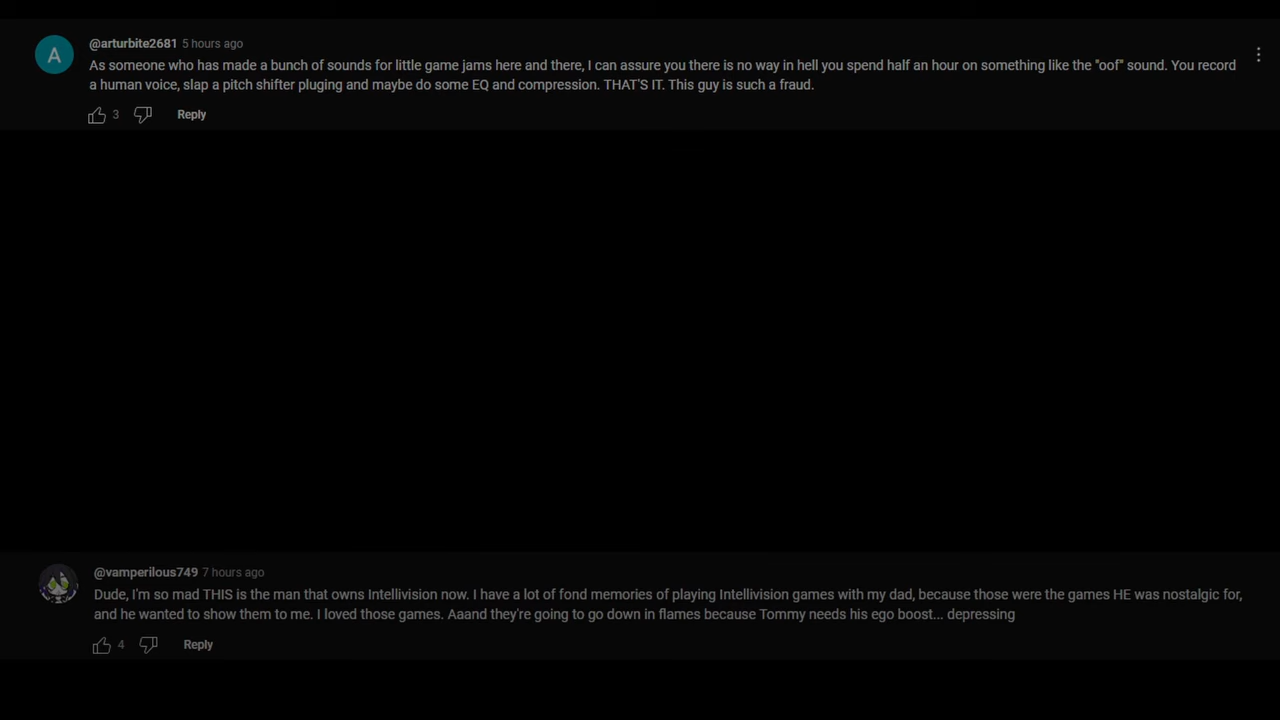 @arturbite2681 5 hours ago
As someone who has made a bunch of sounds for little game jams here and there, I can assure you there is no way in hell you spend half an hour on something like the "oof" sound. You record
a human voice, slap a pitch shifter pluging and maybe do some EQ and compression. THAT'S IT. This guy is such a fraud.
3 Reply
@vamperilous749 7 hours ago
Dude, I'm so mad THIS is the man that owns Intellivision now. I have a lot of fond memories of playing Intellivision games with my dad, because those were the games HE was nostalgic for,
and he wanted to show them to me. I loved those games. Aaand they're going to go down in flames because Tommy needs his ego boost... depressing
4 Reply